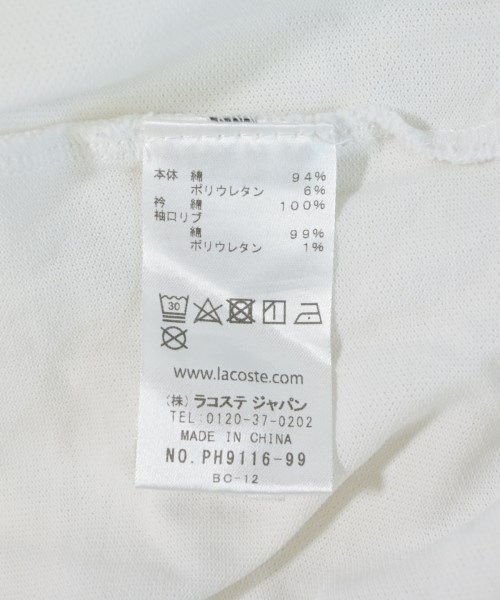 本体 綿 94%
ポリウレタン 6%
衿 綿 100%
袖口リブ
綿 99%
ポリウレタン 1%
30
www.lacoste.com
(株) ラコステ ジャパン
TEL:0120-37-0202
MADE IN CHINA
NO. PH9116-99
BC-12